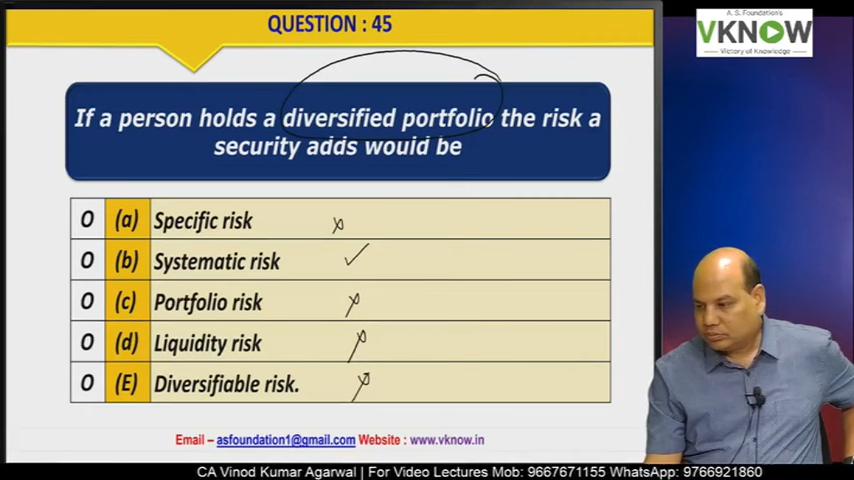 QUESTION : 45
A. S. Foundation's
VKNOW
Victory of Knowledge
If a person holds a diversified portfolio the risk a
security adds would be
O (a) Specific risk
O (b) Systematic risk
O (c) Portfolio risk
O (d) Liquidity risk
O (E) Diversifiable risk.
Email – asfoundation1@gmail.com Website : www.vknow.in
CA Vinod Kumar Agarwal | For Video Lectures Mob: 9667671155 WhatsApp: 9766921860